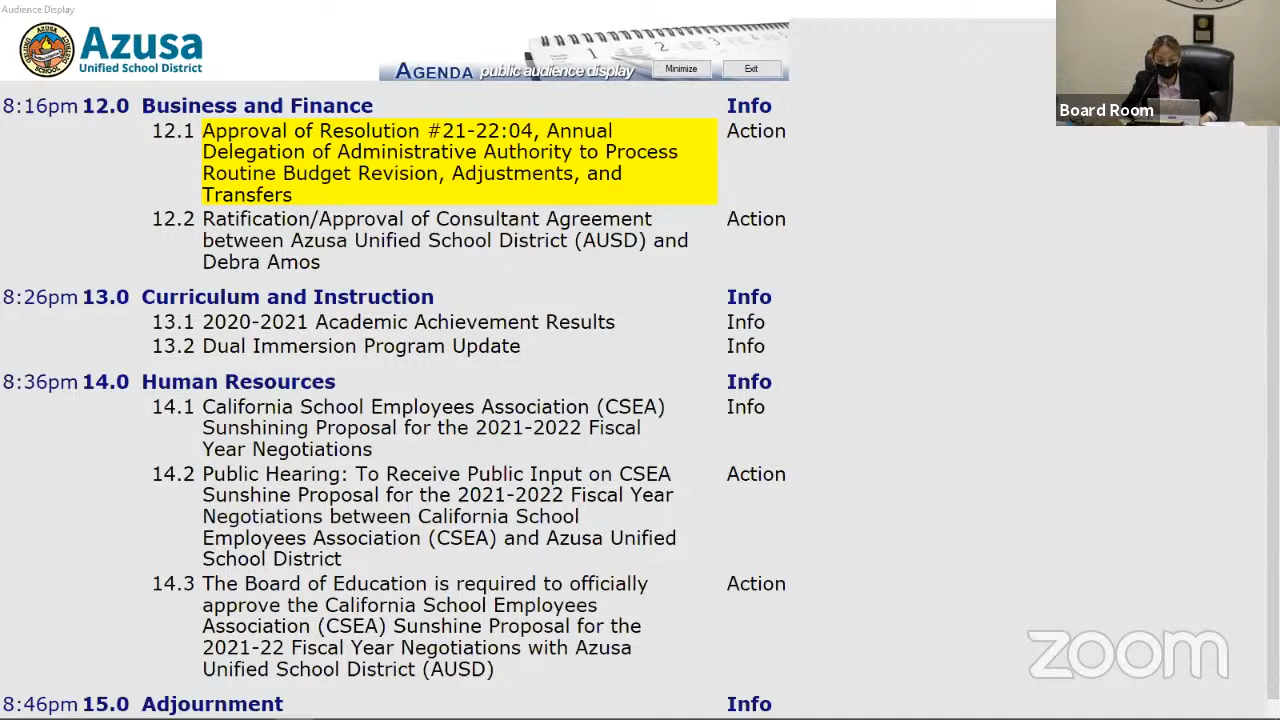 Audience Display
Azusa
Unified School District
AGENDA public audience display
Minimize
Exit
Board Room
8:16pm 12.0 Business and Finance Info
12.1 Approval of Resolution #21-22:04, Annual Action
Delegation of Administrative Authority to Process
Routine Budget Revision, Adjustments, and
Transfers
12.2 Ratification/Approval of Consultant Agreement Action
between Azusa Unified School District (AUSD) and
Debra Amos
8:26pm 13.0 Curriculum and Instruction Info
13.1 2020-2021 Academic Achievement Results Info
13.2 Dual Immersion Program Update Info
8:36pm 14.0 Human Resources Info
14.1 California School Employees Association (CSEA) Info
Sunshining Proposal for the 2021-2022 Fiscal
Year Negotiations
14.2 Public Hearing: To Receive Public Input on CSEA Action
Sunshine Proposal for the 2021-2022 Fiscal Year
Negotiations between California School
Employees Association (CSEA) and Azusa Unified
School District
14.3 The Board of Education is required to officially Action
approve the California School Employees
Association (CSEA) Sunshine Proposal for the
2021-22 Fiscal Year Negotiations with Azusa
Unified School District (AUSD)
8:46pm 15.0 Adjournment Info
zoom